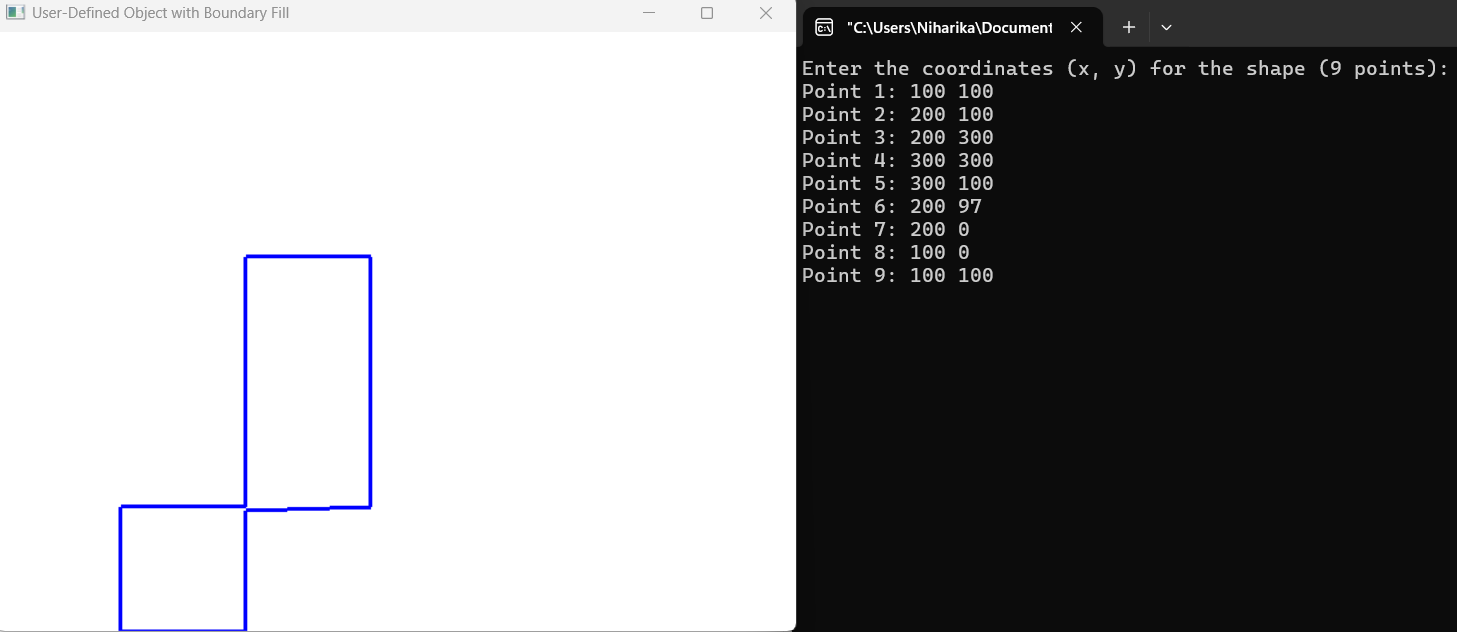 User-Defined Object with Boundary Fill
"C:\Users\Niharika\Document
Enter the coordinates (x, y) for the shape (9 points):
Point 1: 100 100
Point 2: 200 100
Point 3: 200 300
Point 4: 300 300
Point 5: 300 100
Point 6: 200 97
Point 7: 200 0
Point 8: 100 0
Point 9: 100 100